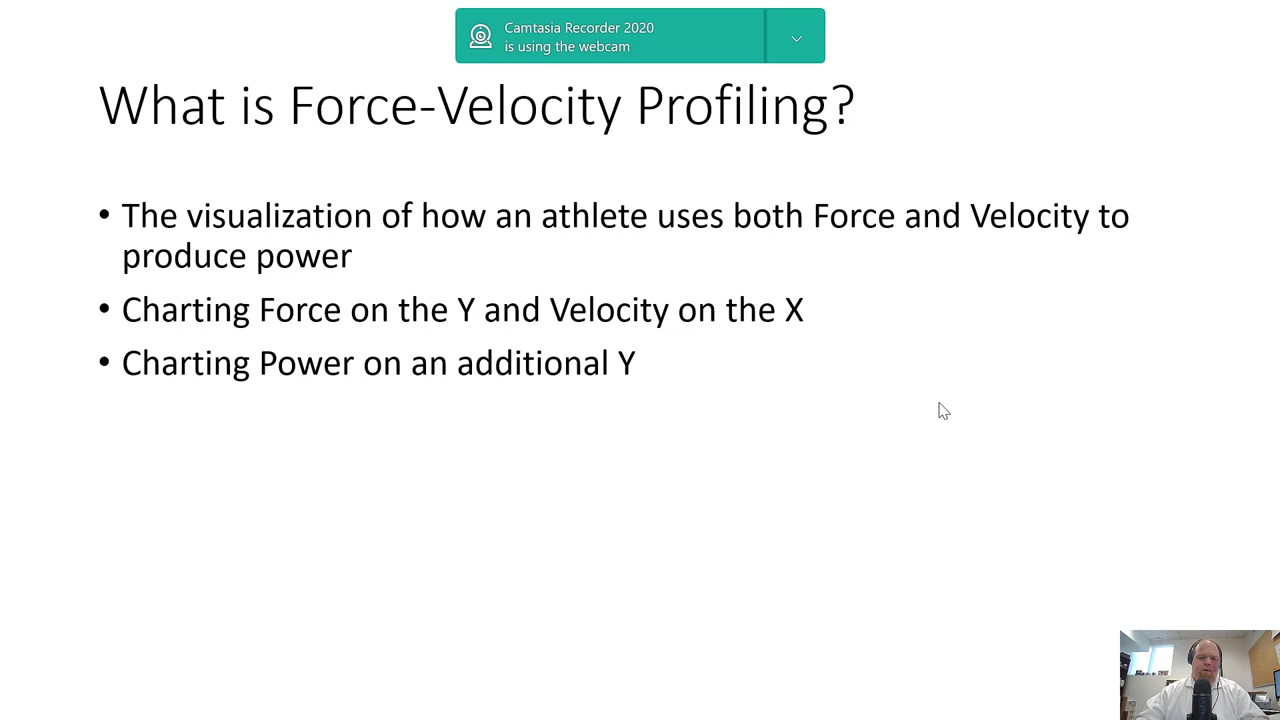 Camtasia Recorder 2020
is using the webcam
What is Force-Velocity Profiling?
• The visualization of how an athlete uses both Force and Velocity to
produce power
• Charting Force on the Y and Velocity on the X
• Charting Power on an additional Y